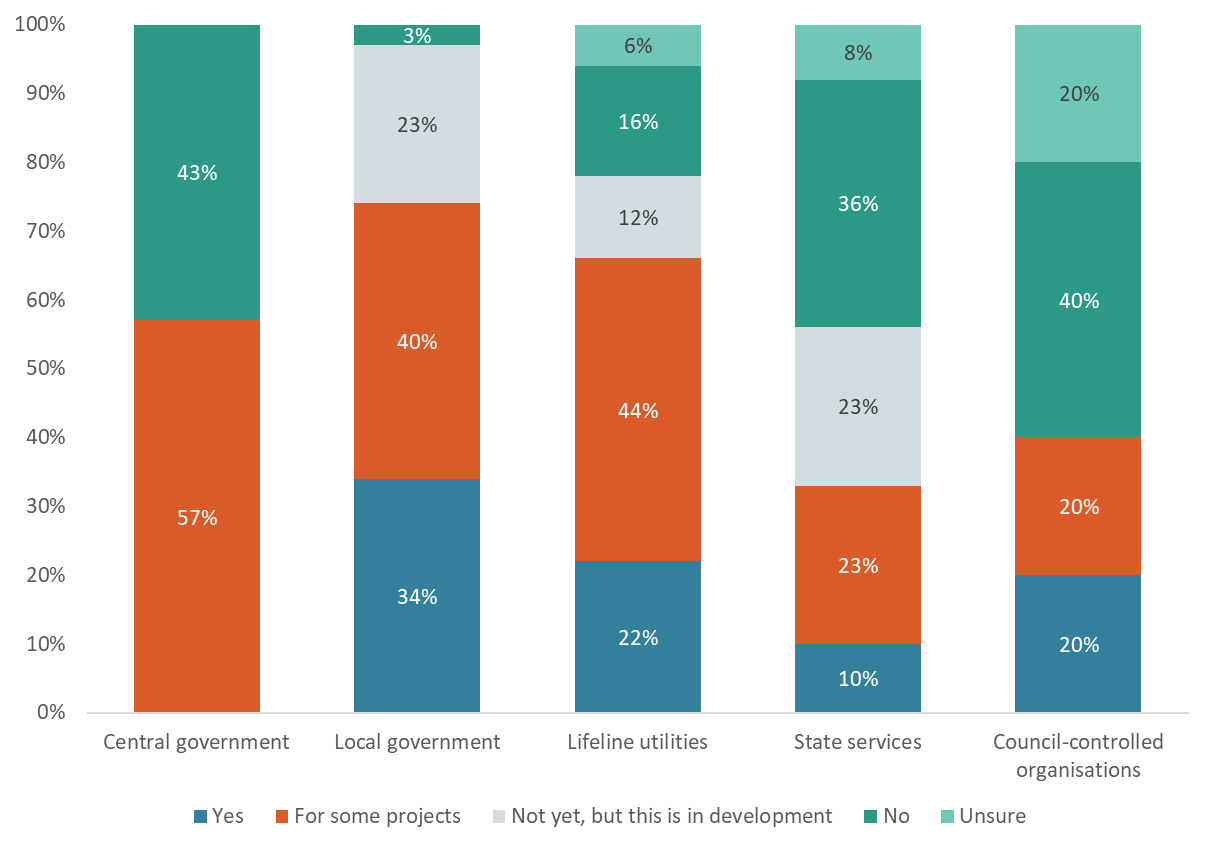 100%
90%
80%
70%
60%
50%
40%
30%
20%
10%
0%
43%
57%
3%
23%
40%
34%
6%
16%
12%
44%
22%
8%
36%
23%
23%
10%
20%
40%
20%
20%
Central government
Local government
Lifeline utilities
State services
Council-controlled
organisations
Yes
For some projects
Not yet, but this is in development
No
Unsure